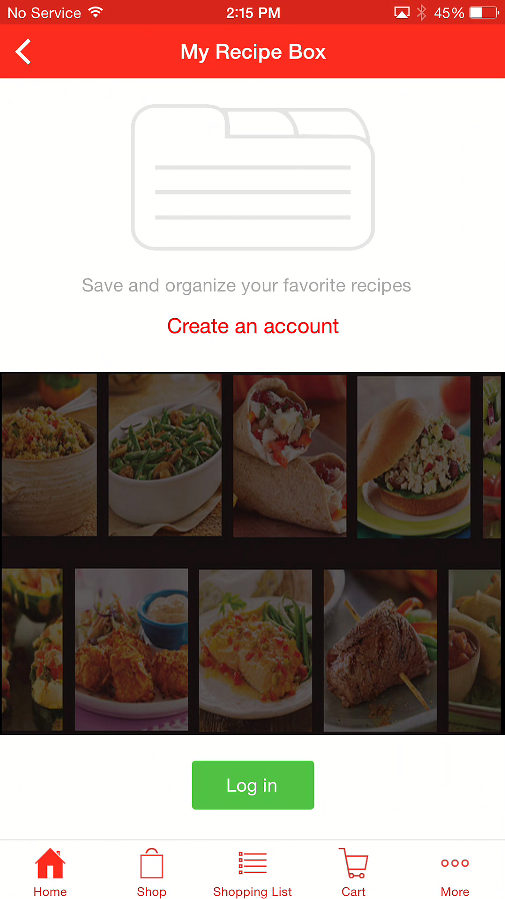 No Service 2:15 PM 45%
My Recipe Box
Save and organize your favorite recipes
Create an account
Log in
Home Shop Shopping List Cart More